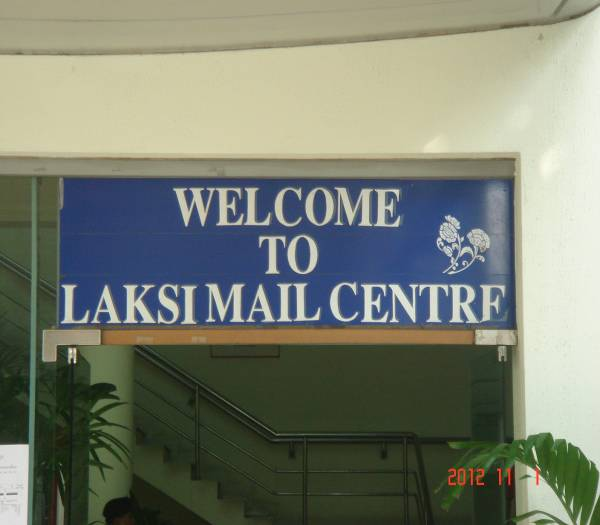 WELCOME
TO
LAKSI MAIL CENTRE
2012 11 1